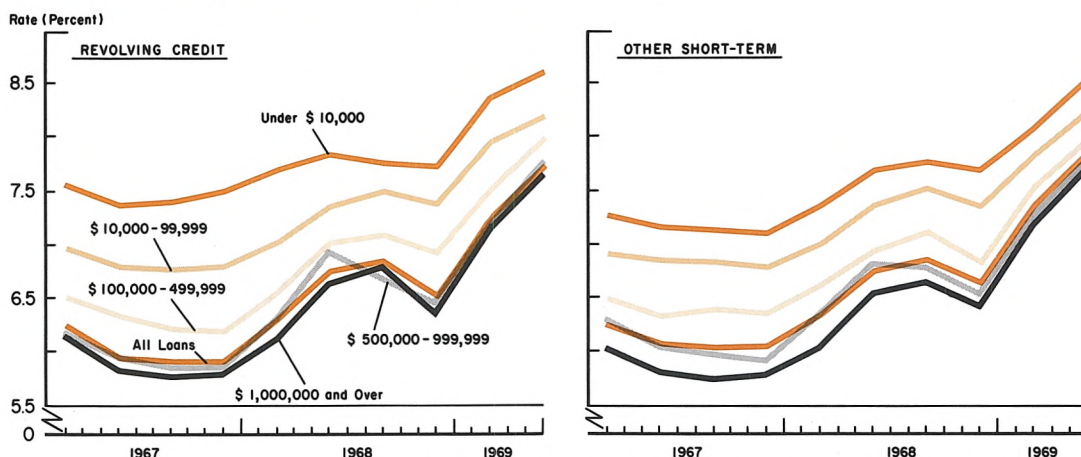 Rate (Percent)
REVOLVING CREDIT
8.5
7.5
6.5
5.5
0
Under $ 10,000
$ 10,000-99,999
$ 100,000-499,999
All Loans
$ 500,000-999,999
$ 1,000,000 and Over
1967
1968
1969
OTHER SHORT-TERM
1967
1968
1969